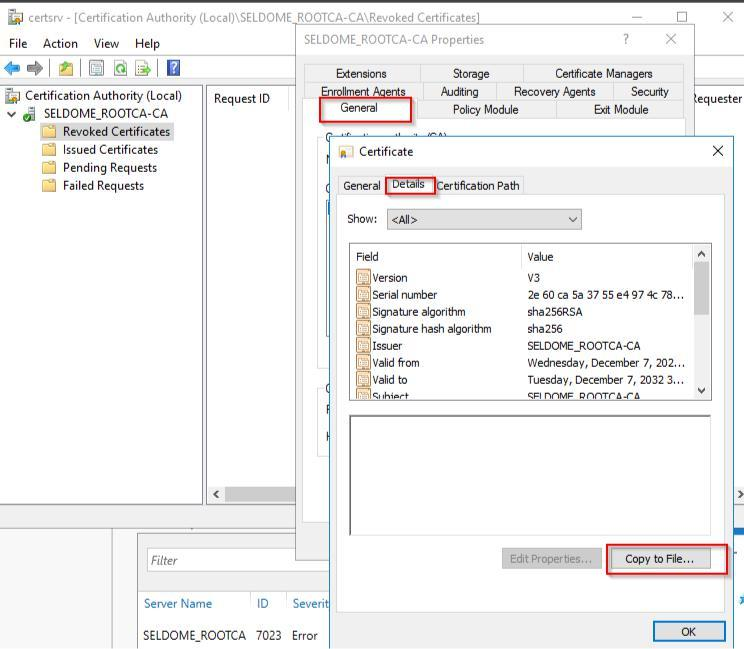 certsrv - [Certification Authority (Local)\SELDOME_ROOTCA-CA\Revoked Certificates]
File Action View Help
Certification Authority (Local)
SELDOME_ROOTCA-CA
Revoked Certificates
Issued Certificates
Pending Requests
Failed Requests
Request ID
Requester
SELDOME_ROOTCA-CA Properties
? X
Extensions Storage Certificate Managers
Enrollment Agents Auditing Recovery Agents Security
General Policy Module Exit Module
Certification authority (CA)
Certificate
General Details Certification Path
Show: <All>
Field Value
Version V3
Serial number 2e 60 ca 5a 37 55 e4 97 4c 78...
Signature algorithm sha256RSA
Signature hash algorithm sha256
Issuer SELDOME_ROOTCA-CA
Valid from Wednesday, December 7, 202...
Valid to Tuesday, December 7, 2032 3...
Subject SELDOME_ROOTCA-CA
Edit Properties... Copy to File...
OK
Filter
Server Name ID Severit
SELDOME_ROOTCA 7023 Error